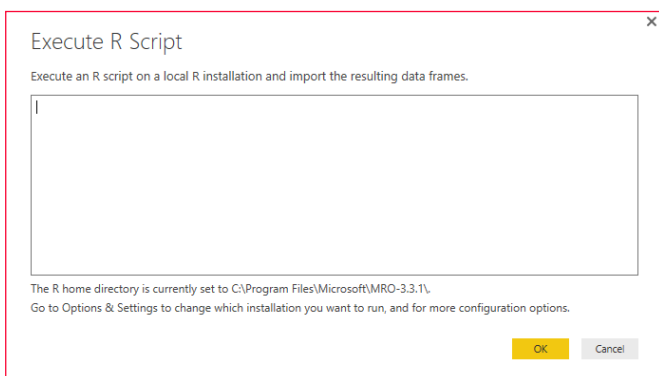 Execute R Script
Execute an R script on a local R installation and import the resulting data frames.
The R home directory is currently set to C:\Program Files\Microsoft\MRO-3.3.1\.
Go to Options & Settings to change which installation you want to run, and for more configuration options.
OK Cancel